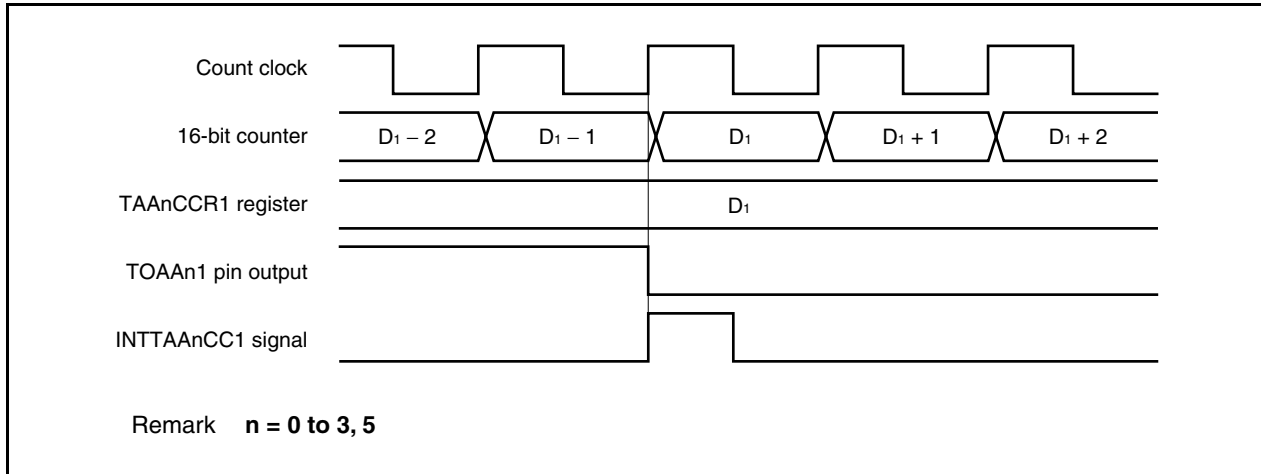 Count clock
16-bit counter D₁ − 2 D₁ − 1 D₁ D₁ + 1 D₁ + 2
TAAnCCR1 register D₁
TOAAn1 pin output
INTTAAnCC1 signal
Remark n = 0 to 3, 5